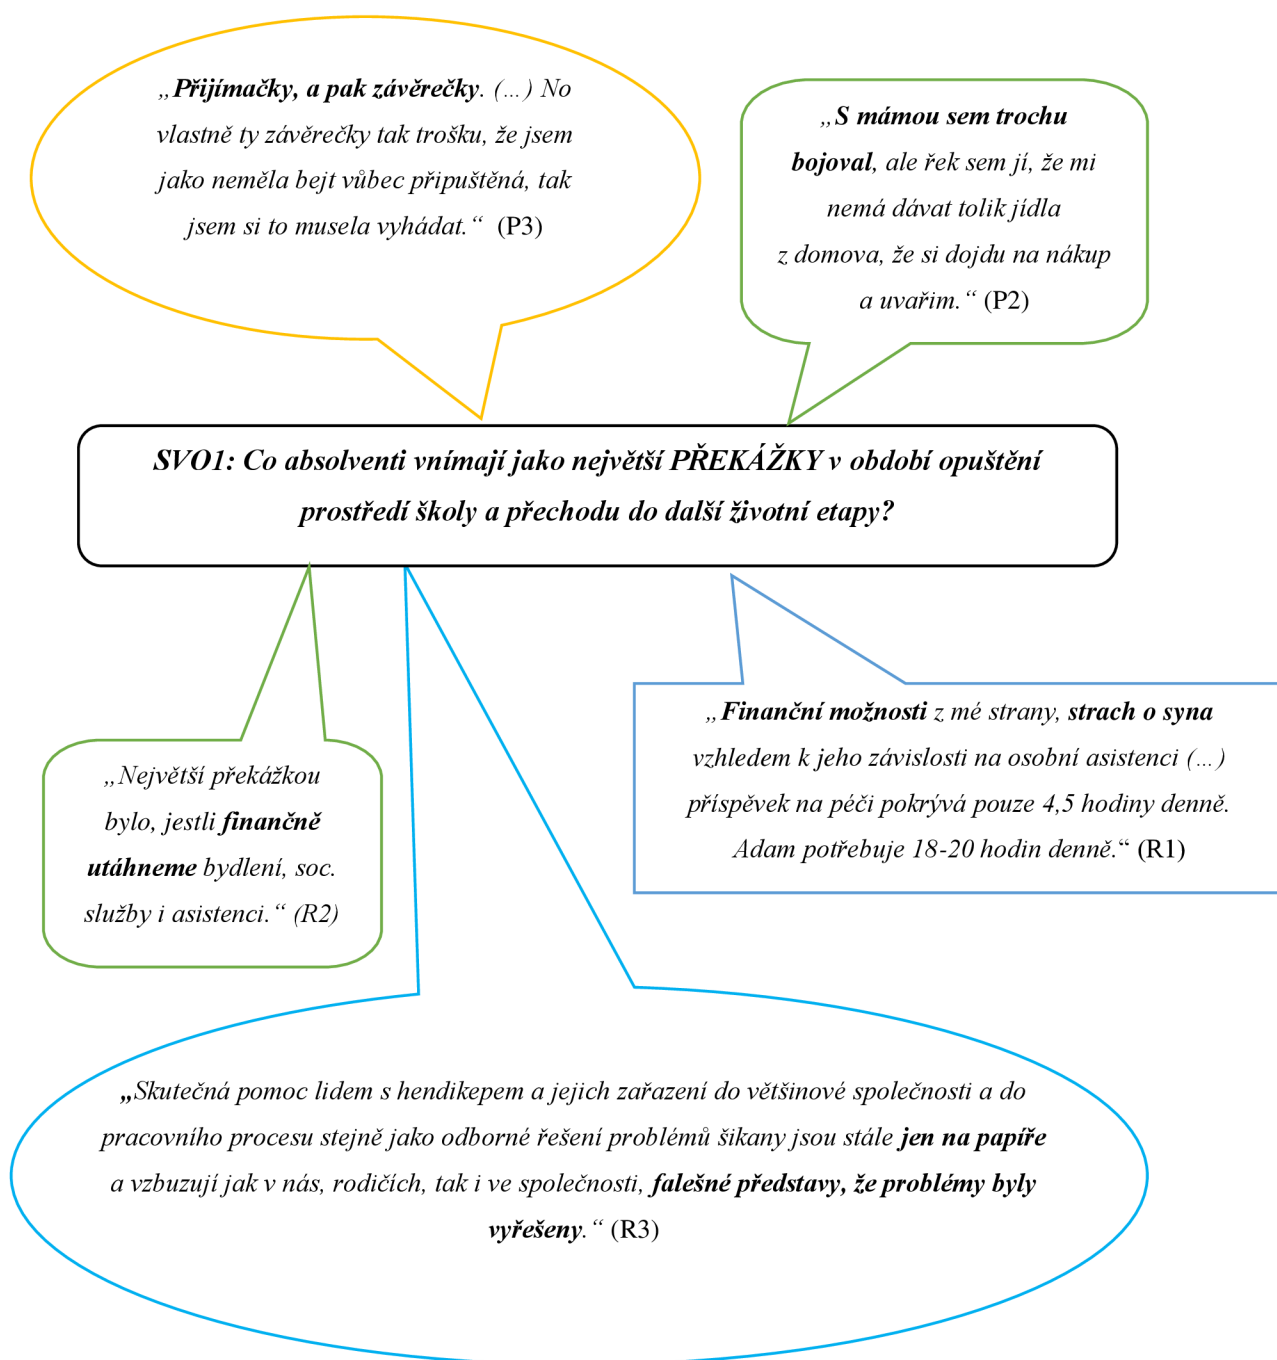 „Přijímačky, a pak závěrečky. (...) No
vlastně ty závěrečky tak trošku, že jsem
jako neměla bejt vůbec připuštěná, tak
jsem si to musela vyhádat.“ (P3)
„S mámou sem trochu
bojoval, ale řek sem jí, že mi
nemá dávat tolik jídla
z domova, že si dojdu na nákup
a uvařim.“ (P2)
SVO1: Co absolventi vnímají jako největší PŘEKÁŽKY v období opuštění
prostředí školy a přechodu do další životní etapy?
„Finanční možnosti z mé strany, strach o syna
vzhledem k jeho závislosti na osobní asistenci (...)
příspěvek na péči pokrývá pouze 4,5 hodiny denně.
Adam potřebuje 18-20 hodin denně.“ (R1)
„Největší překážkou
bylo, jestli finančně
utáhneme bydlení, soc.
služby i asistenci.“ (R2)
„Skutečná pomoc lidem s hendikepem a jejich zařazení do většinové společnosti a do
pracovního procesu stejně jako odborné řešení problémů šikany jsou stále jen na papíře
a vzbuzují jak v nás, rodičích, tak i ve společnosti, falešné představy, že problémy byly
vyřešeny.“ (R3)